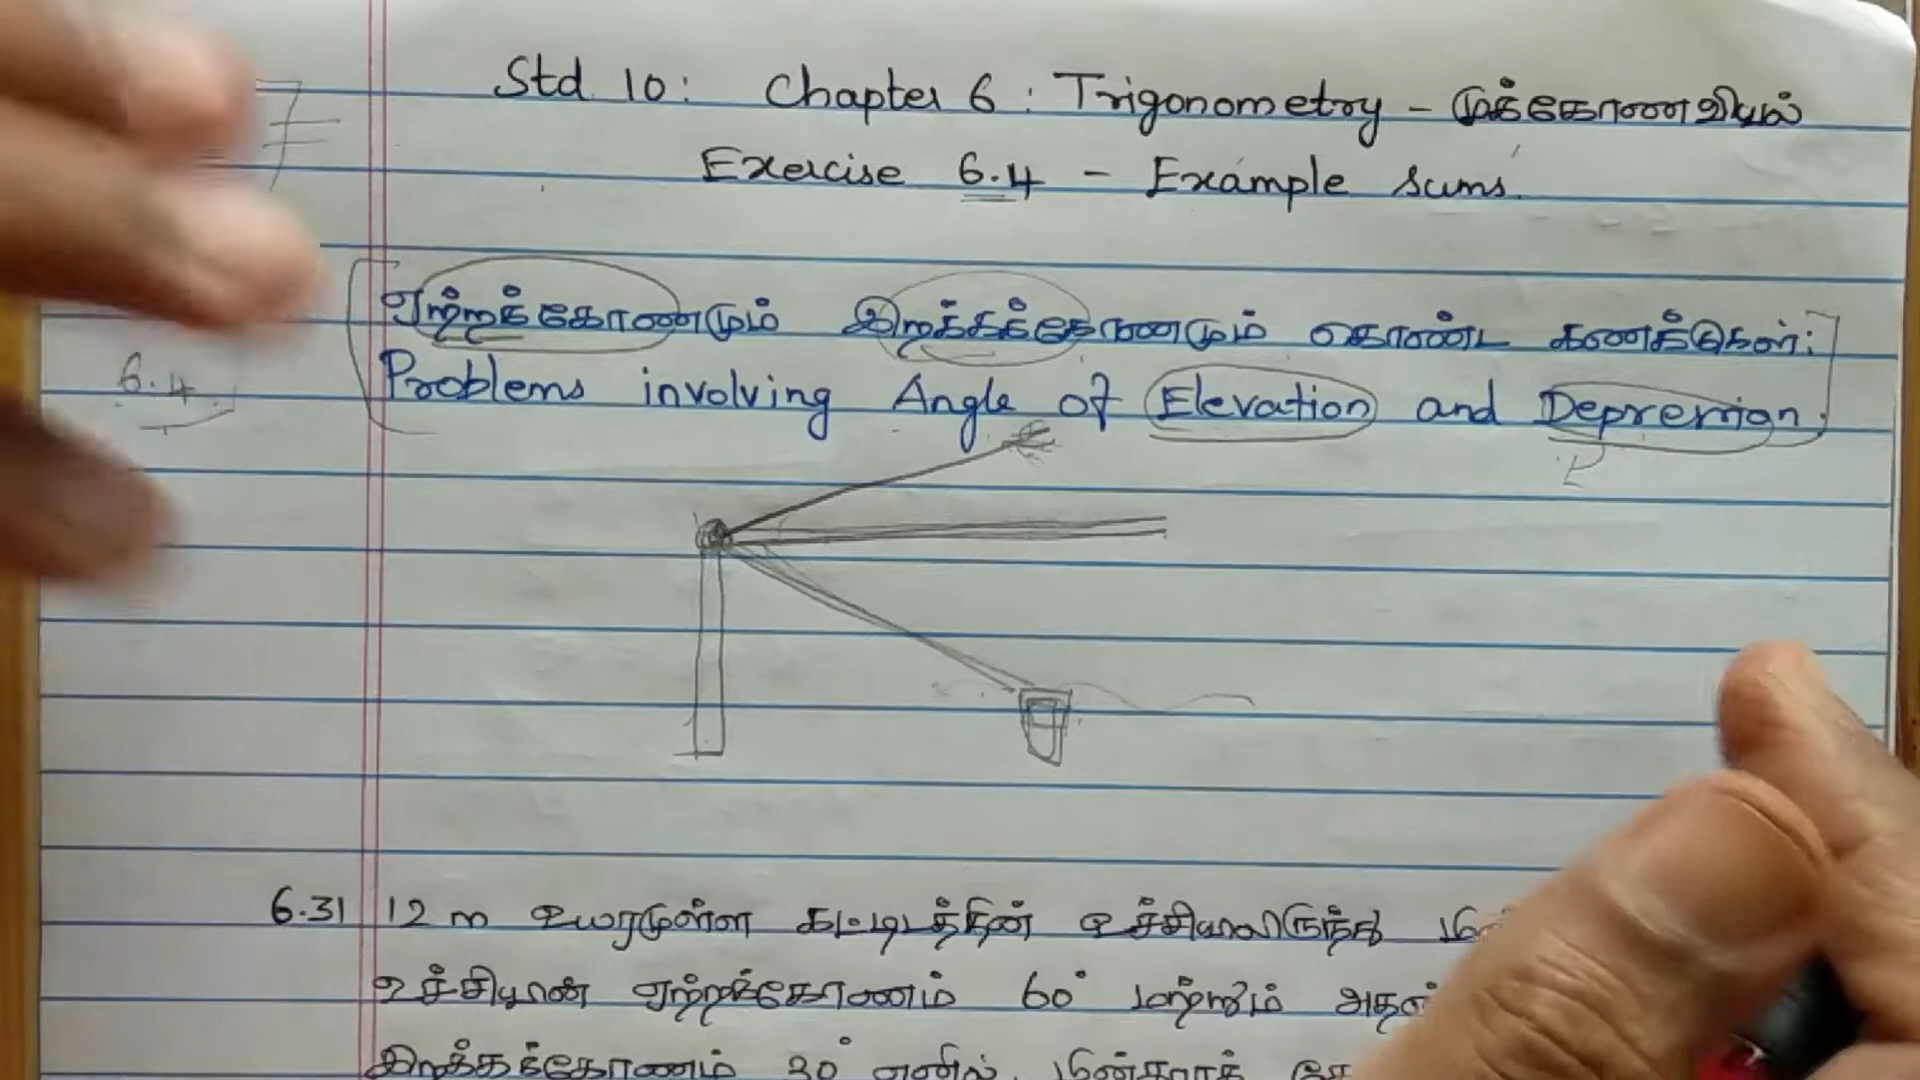 Std 10: Chapter 6 : Trigonometry - முக்கோணவியல்
Exercise 6.4 - Example sums.
ஏற்றக்கோணமும் இறக்கக்கோணமும் கொண்ட கணக்குகள்:
6.4
Problems involving Angle of Elevation and Depression.
6.31 12 m உயரமுள்ள கட்டிடத்தின் உச்சியிலிருந்து
உச்சியின் ஏற்றக்கோணம் 60° மற்றும் அதன்
இறக்கக்கோணம் 30° எனில், மின்காரக்